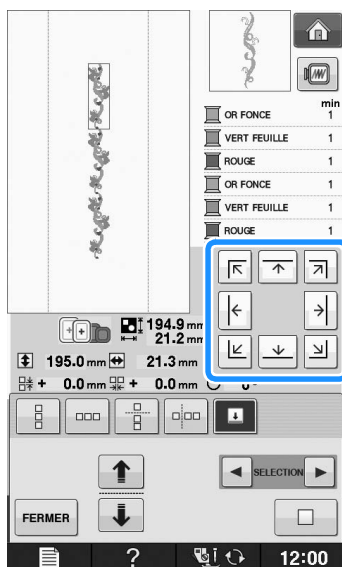 min
OR FONCE 1
VERT FEUILLE 1
ROUGE 1
OR FONCE 1
VERT FEUILLE 1
ROUGE 1
194.9 mm
21.2 mm
195.0 mm 21.3 mm
+ 0.0 mm + 0.0 mm 0°
SELECTION
FERMER
? 12:00